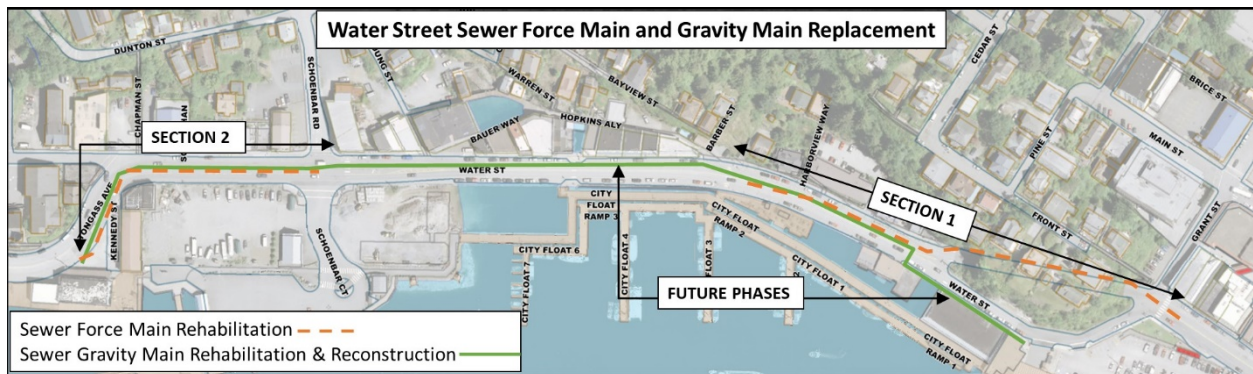 Water Street Sewer Force Main and Gravity Main Replacement
DUNTON ST
CHAPMAN ST
SCHOENBAR RD
WARREN ST
BAYVIEW ST
CEDAR ST
BRICE ST
SECTION 2
BAUER WAY
HOPKINS ALY
BARBER ST
HARBORVIEW WAY
PINE ST
MAIN ST
WATER ST
SECTION 1
FRONT ST
GRANT ST
TONGASS AVE
KENNEDY ST
CITY
FLOAT
RAMP 3
CITY FLOAT
RAMP 2
SCHOENBAR CT
CITY FLOAT 6
CITY FLOAT 7
CITY FLOAT 4
CITY FLOAT 3
CITY FLOAT 1
FUTURE PHASES
WATER ST
CITY FLOAT
RAMP 1
Sewer Force Main Rehabilitation
Sewer Gravity Main Rehabilitation & Reconstruction